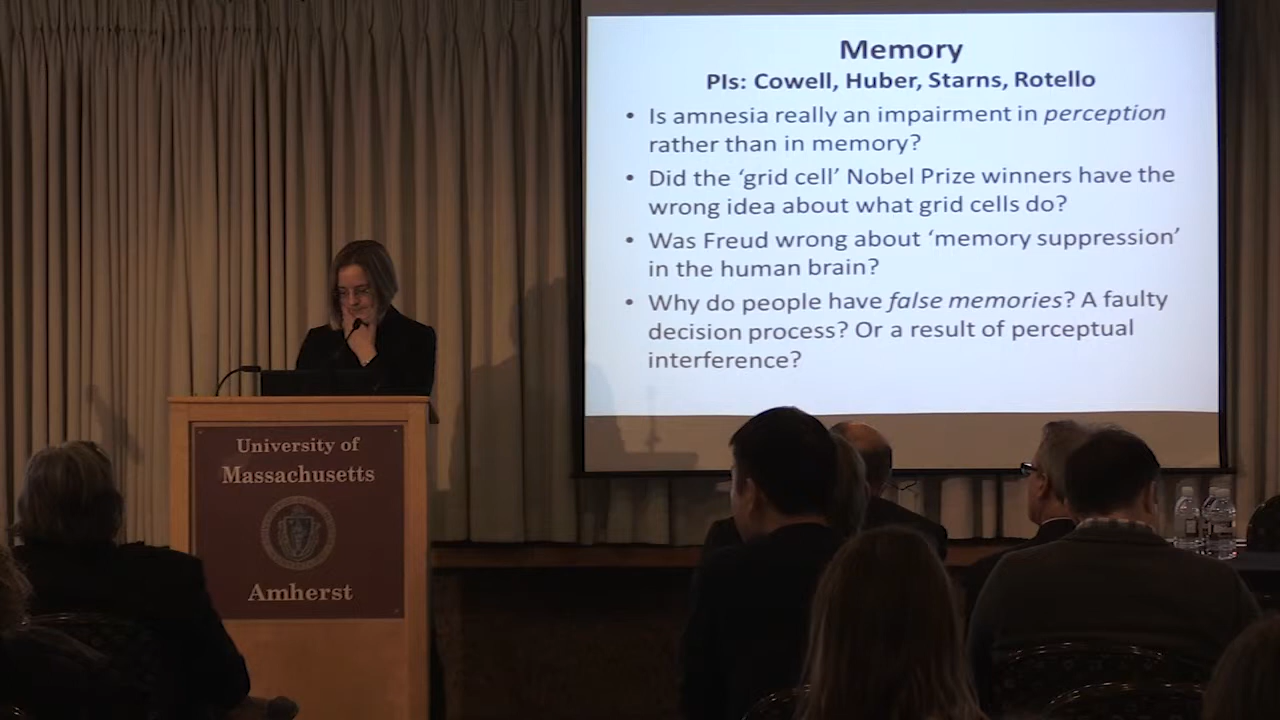 Memory
PIs: Cowell, Huber, Starns, Rotello
• Is amnesia really an impairment in perception
rather than in memory?
• Did the ‘grid cell’ Nobel Prize winners have the
wrong idea about what grid cells do?
• Was Freud wrong about ‘memory suppression’
in the human brain?
• Why do people have false memories? A faulty
decision process? Or a result of perceptual
interference?
University of
Massachusetts
Amherst